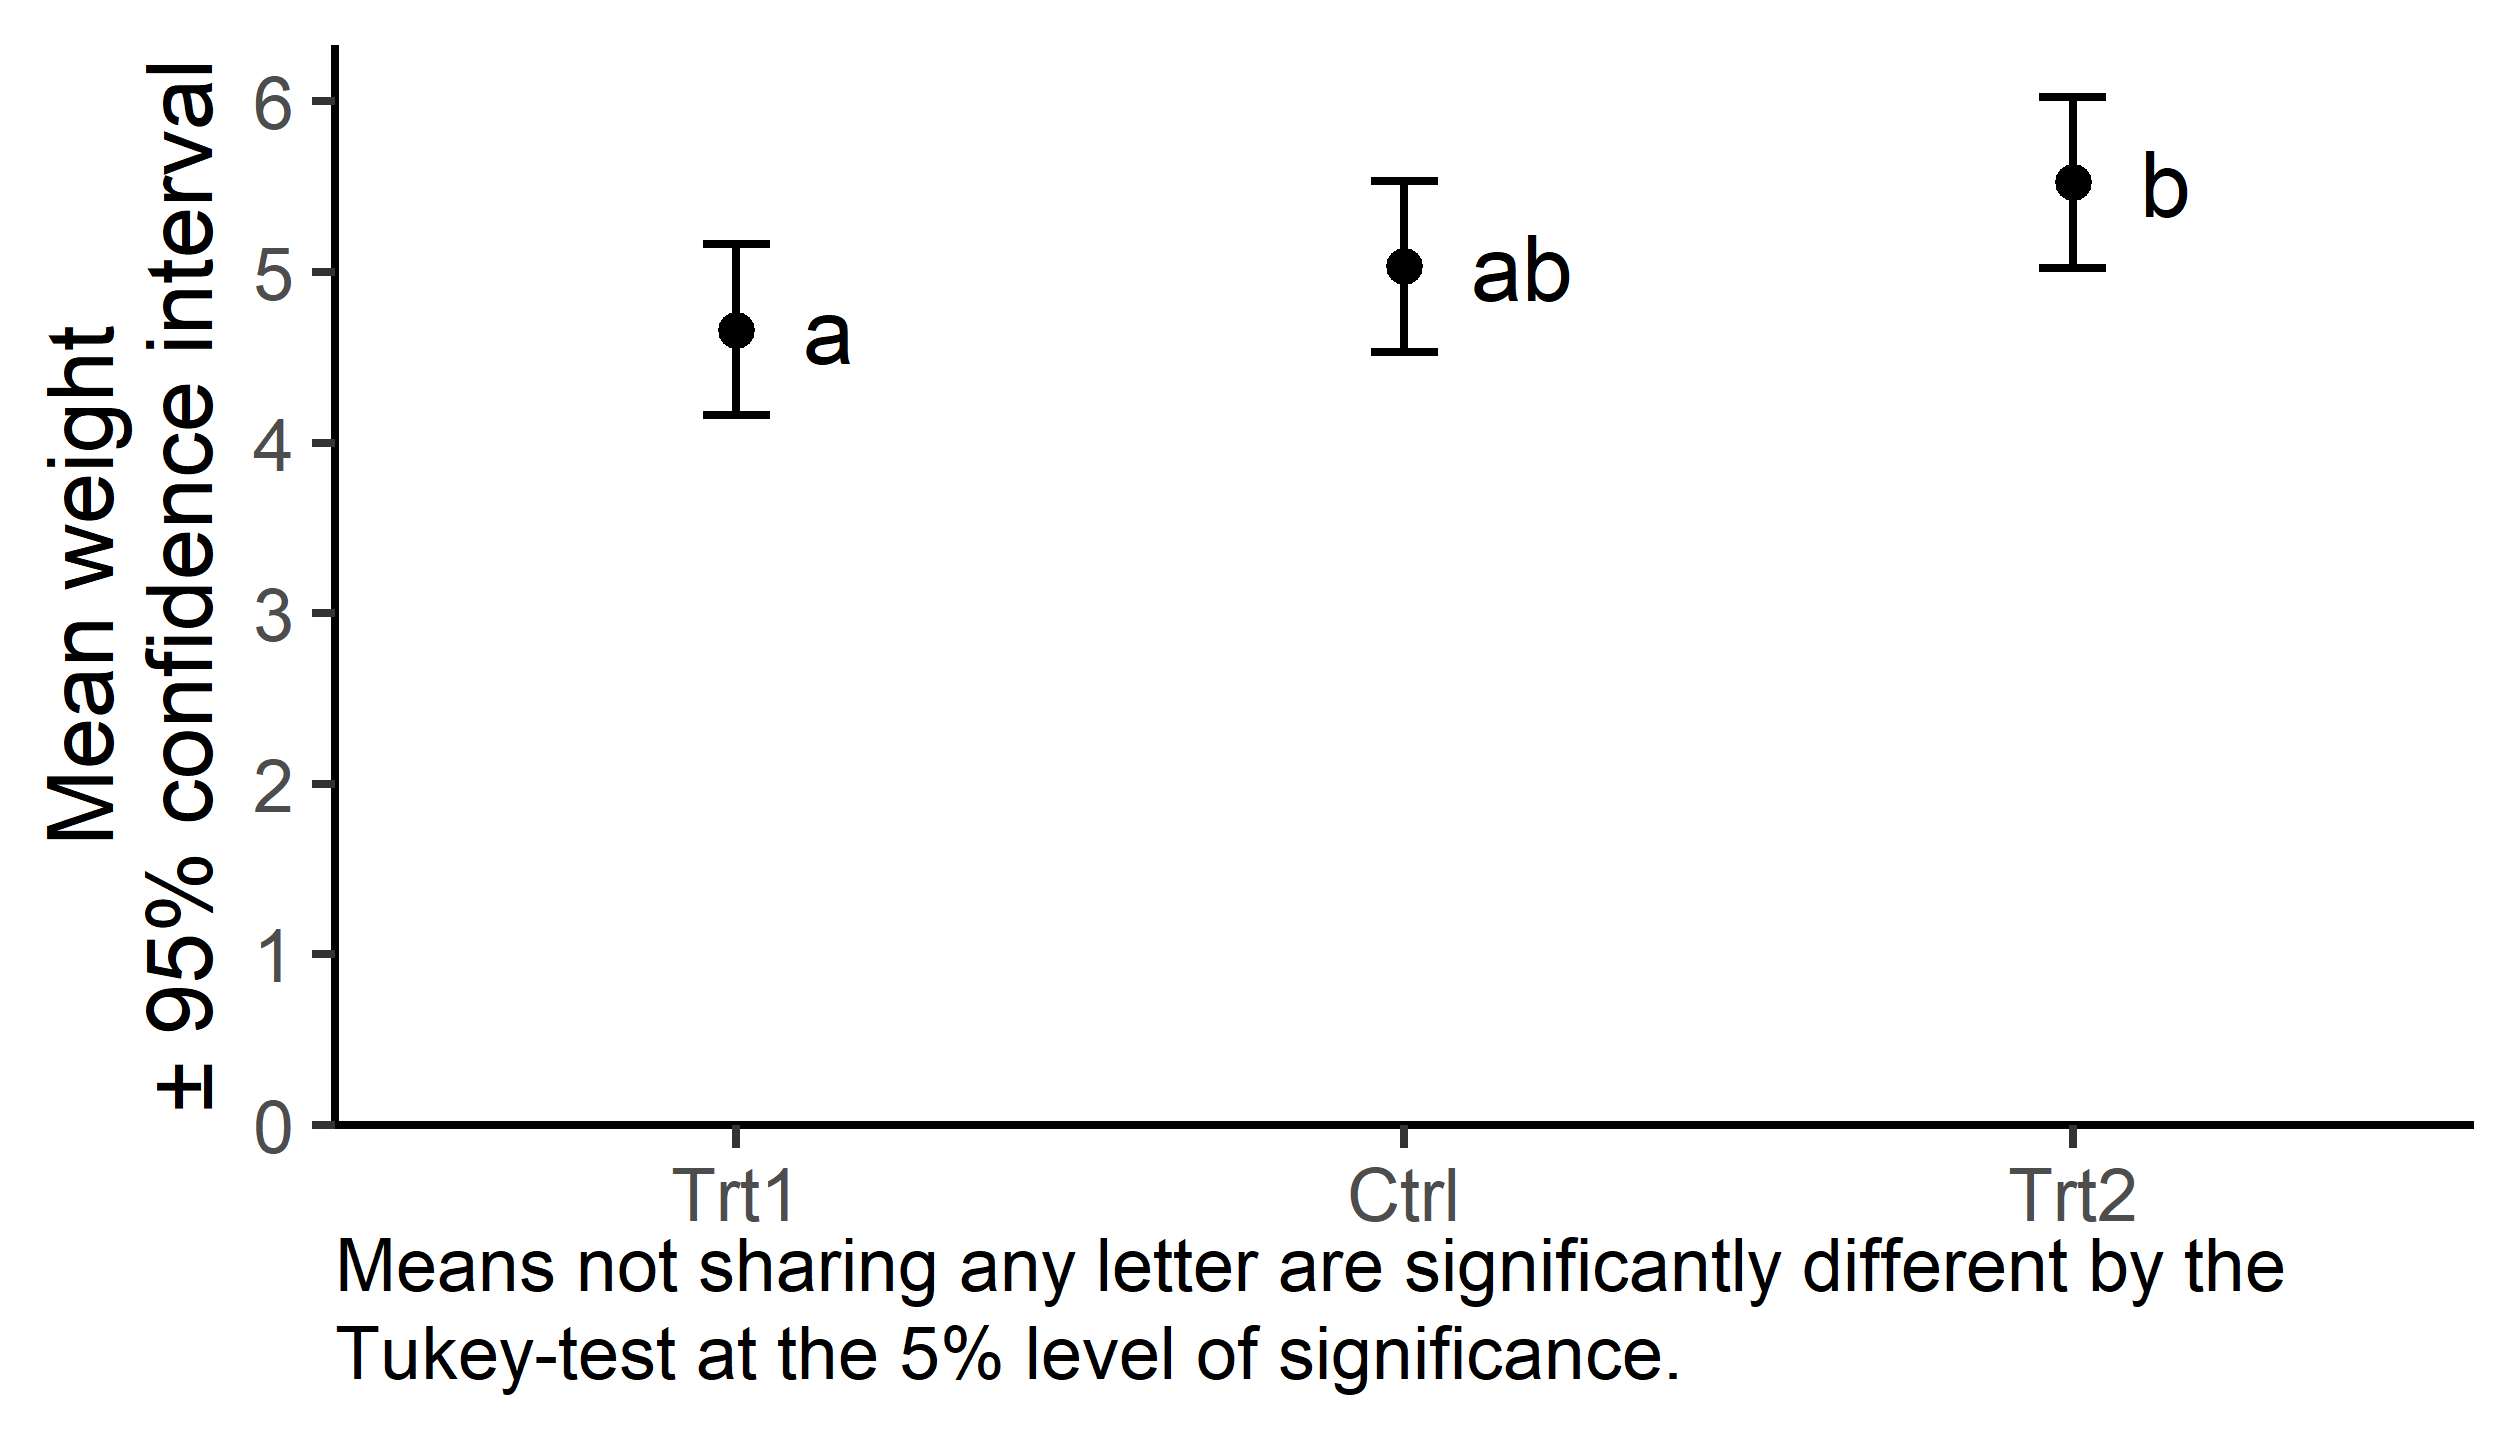 Mean weight
± 95% confidence interval
6
5
4
3
2
1
0
a
ab
b
Trt1 Ctrl Trt2
Means not sharing any letter are significantly different by the
Tukey-test at the 5% level of significance.